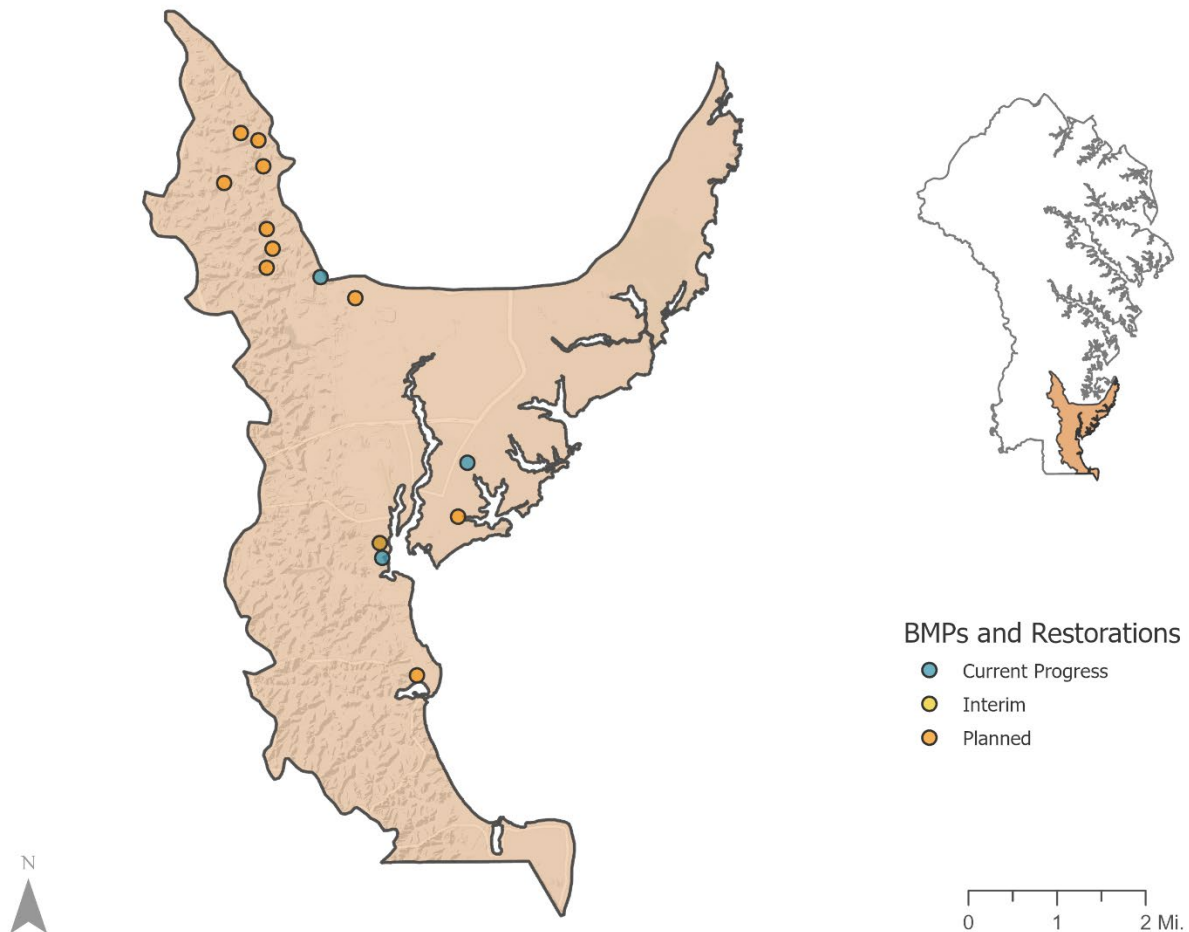 BMPs and Restorations
Current Progress
Interim
Planned
N
0 1 2 Mi.